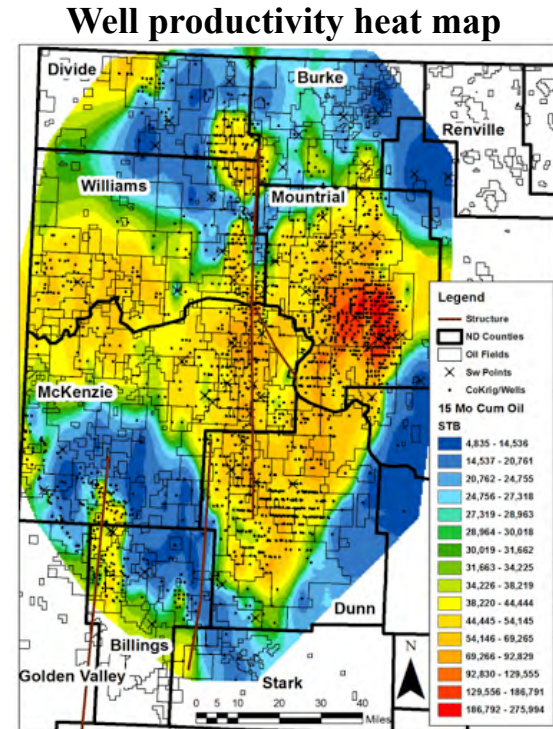 Well productivity heat map
Divide
Burke
Renville
Williams
Mountrial
McKenzie
Dunn
Billings
Golden Valley
Stark
Legend
Structure
ND Counties
Oil Fields
Sw Points
CoKrig/Wells
15 Mo Cum Oil
STB
4,835 - 14,536
14,537 - 20,761
20,762 - 24,755
24,756 - 27,318
27,319 - 28,963
28,964 - 30,018
30,019 - 31,662
31,663 - 34,225
34,226 - 38,219
38,220 - 44,444
44,445 - 54,145
54,146 - 69,265
69,266 - 92,829
92,830 - 129,555
129,556 - 186,791
186,792 - 275,994
N
0 5 10 20 30 40
Miles